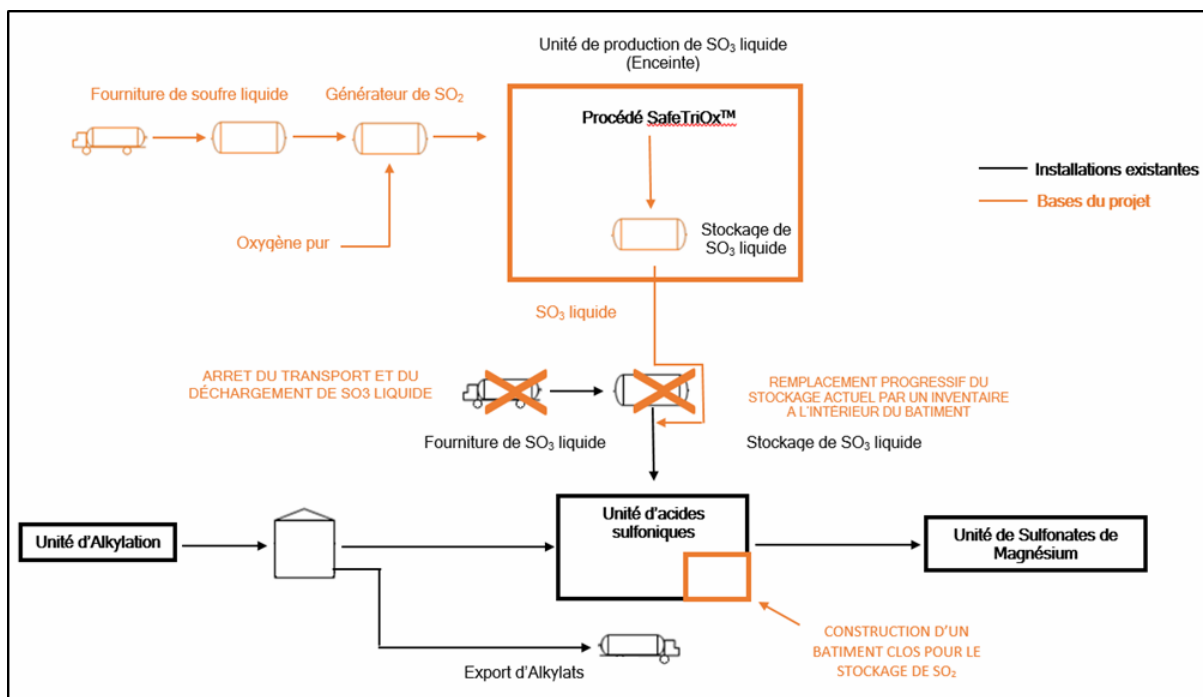 Unité de production de SO₃ liquide
(Enceinte)
Fourniture de soufre liquide
Générateur de SO₂
Procédé SafeTriOx™
Installations existantes
Bases du projet
Stockage de
SO₃ liquide
Oxygène pur
SO₃ liquide
ARRET DU TRANSPORT ET DU
DÉCHARGEMENT DE SO3 LIQUIDE
REMPLACEMENT PROGRESSIF DU
STOCKAGE ACTUEL PAR UN INVENTAIRE
A L'INTÉRIEUR DU BATIMENT
Fourniture de SO₃ liquide
Stockage de SO₃ liquide
Unité d'Alkylation
Unité d'acides
sulfoniques
Unité de Sulfonates de
Magnésium
CONSTRUCTION D'UN
BATIMENT CLOS POUR LE
STOCKAGE DE SO₂
Export d'Alkylats